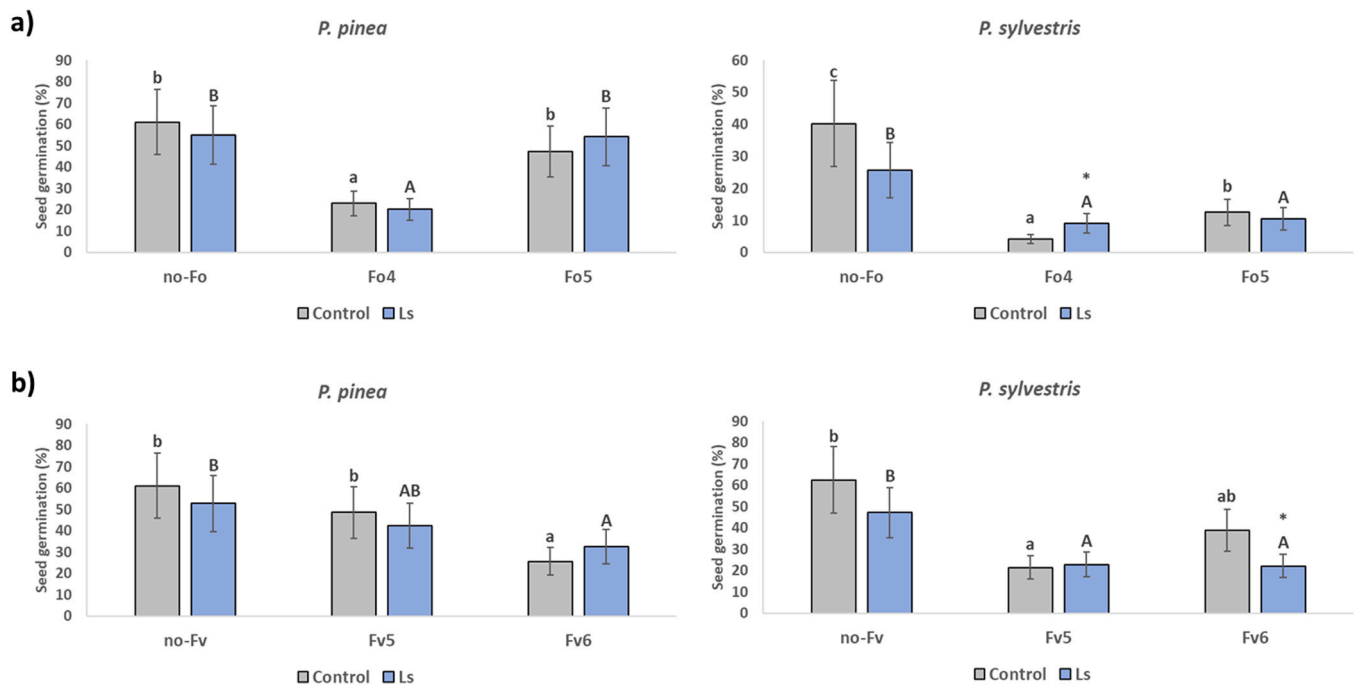 a)
P. pinea
Seed germination (%)
90
80
70
60
50
40
30
20
10
0
b
B
a
A
b
B
no-Fo Fo4 Fo5
Control Ls
P. sylvestris
Seed germination (%)
60
50
40
30
20
10
0
c
B
a
*
A
b
A
no-Fo Fo4 Fo5
Control Ls
b)
P. pinea
Seed germination (%)
90
80
70
60
50
40
30
20
10
0
b
B
b
AB
a
A
no-Fv Fv5 Fv6
Control Ls
P. sylvestris
Seed germination (%)
90
80
70
60
50
40
30
20
10
0
b
B
a
A
ab
*
A
no-Fv Fv5 Fv6
Control Ls